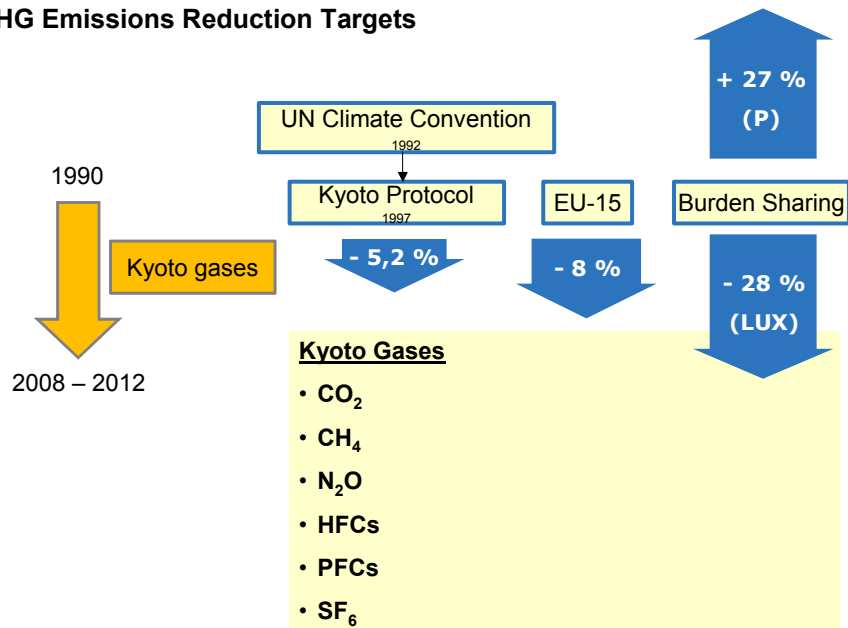 HG Emissions Reduction Targets
+ 27 %
(P)
UN Climate Convention
1992
1990
Kyoto Protocol
1997
EU-15
Burden Sharing
Kyoto gases
- 5,2 %
- 8 %
- 28 %
(LUX)
2008 – 2012
Kyoto Gases
• CO₂
• CH₄
• N₂O
• HFCs
• PFCs
• SF₆